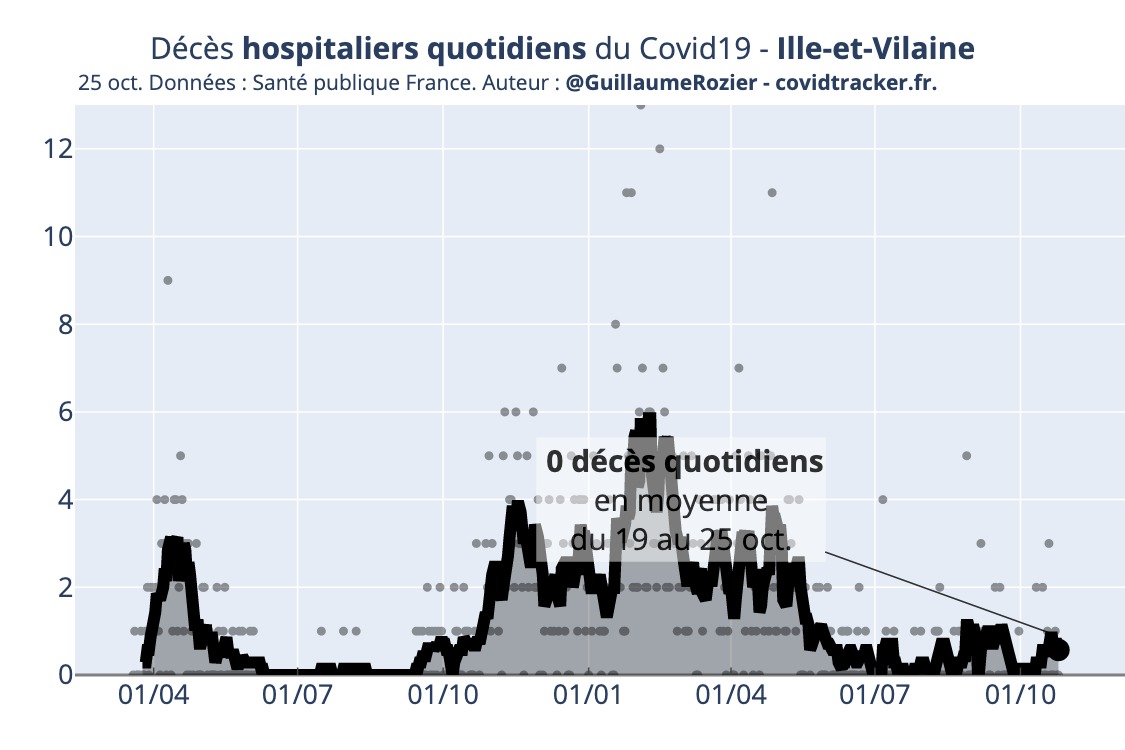 Décès hospitaliers quotidiens du Covid19 - Ille-et-Vilaine
25 oct. Données : Santé publique France. Auteur : @GuillaumeRozier - covidtracker.fr.
12
10
8
6
4
2
0
0 décès quotidiens
en moyenne
du 19 au 25 oct.
01/04 01/07 01/10 01/01 01/04 01/07 01/10